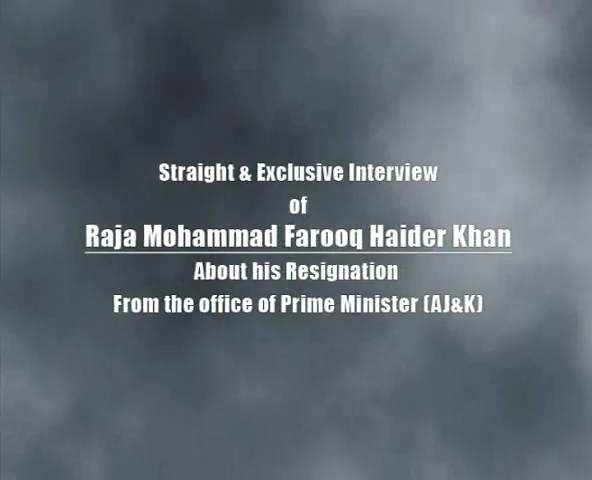 Straight & Exclusive Interview
of
Raja Mohammad Farooq Haider Khan
About his Resignation
From the office of Prime Minister (AJ&K)